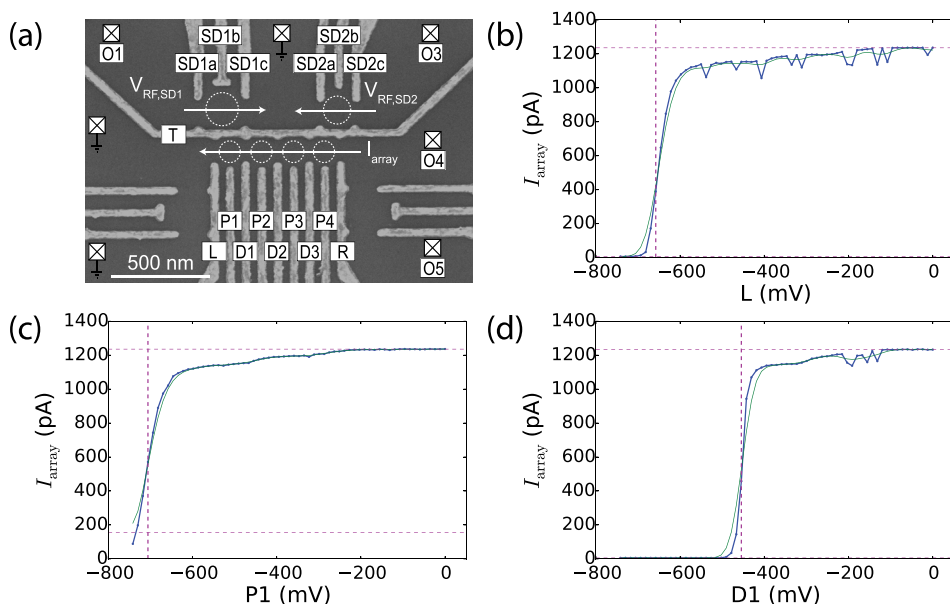 (a)
O1
SD1b
SD2b
O3
SD1a
SD1c
SD2a
SD2c
V_RF,SD1
V_RF,SD2
T
I_array
O4
P1
P2
P3
P4
L
D1
D2
D3
R
O5
500 nm
(b)
1400
1200
1000
800
600
400
200
0
I_array (pA)
−800
−600
−400
−200
0
L (mV)
(c)
1400
1200
1000
800
600
400
200
0
I_array (pA)
−800
−600
−400
−200
0
P1 (mV)
(d)
1400
1200
1000
800
600
400
200
0
I_array (pA)
−800
−600
−400
−200
0
D1 (mV)